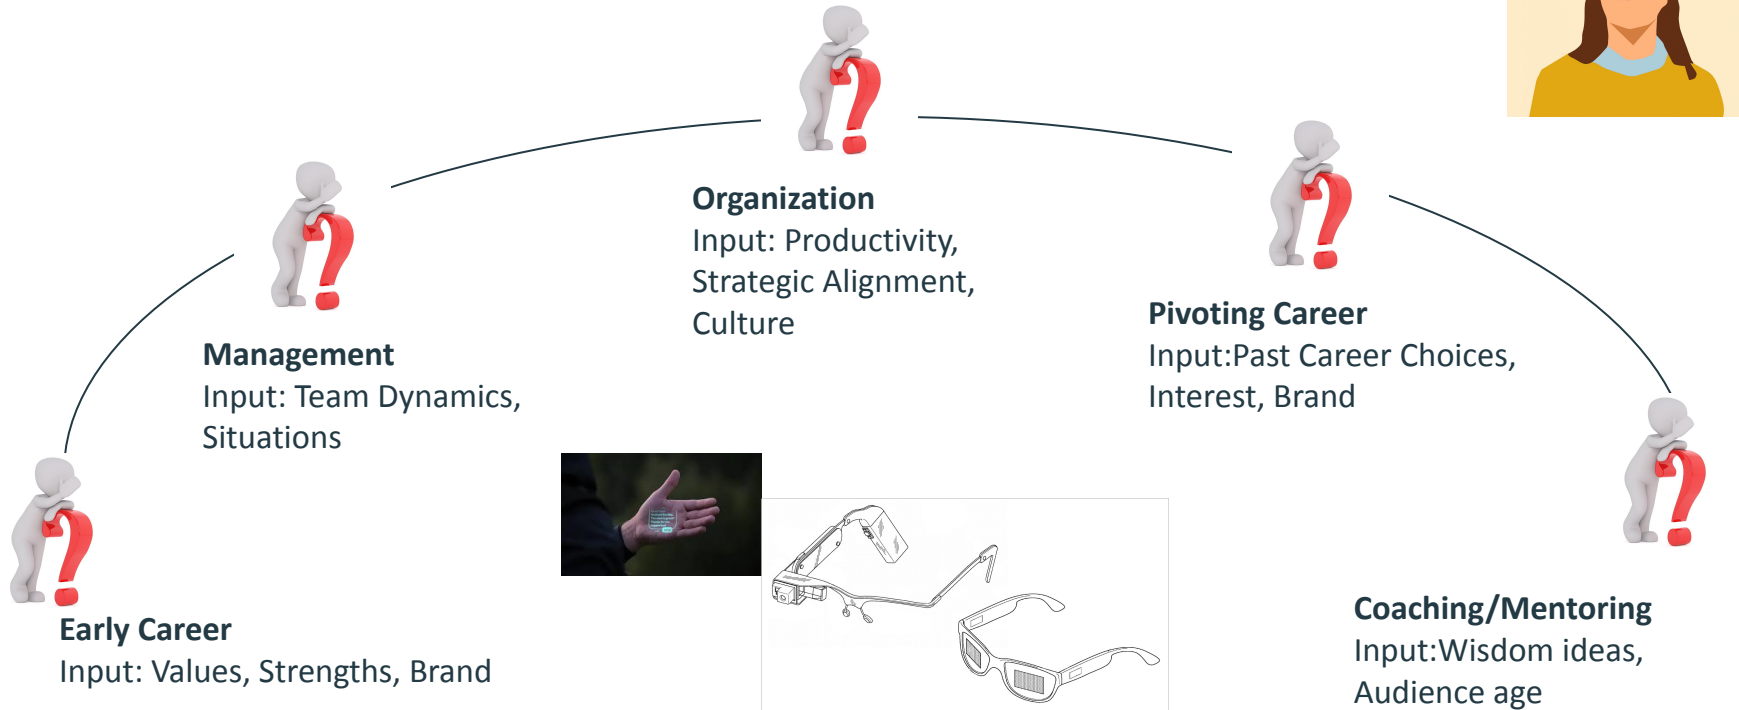 Organization
Input: Productivity,
Strategic Alignment,
Culture
Pivoting Career
Input:Past Career Choices,
Interest, Brand
Management
Input: Team Dynamics,
Situations
Early Career
Input: Values, Strengths, Brand
Coaching/Mentoring
Input:Wisdom ideas,
Audience age